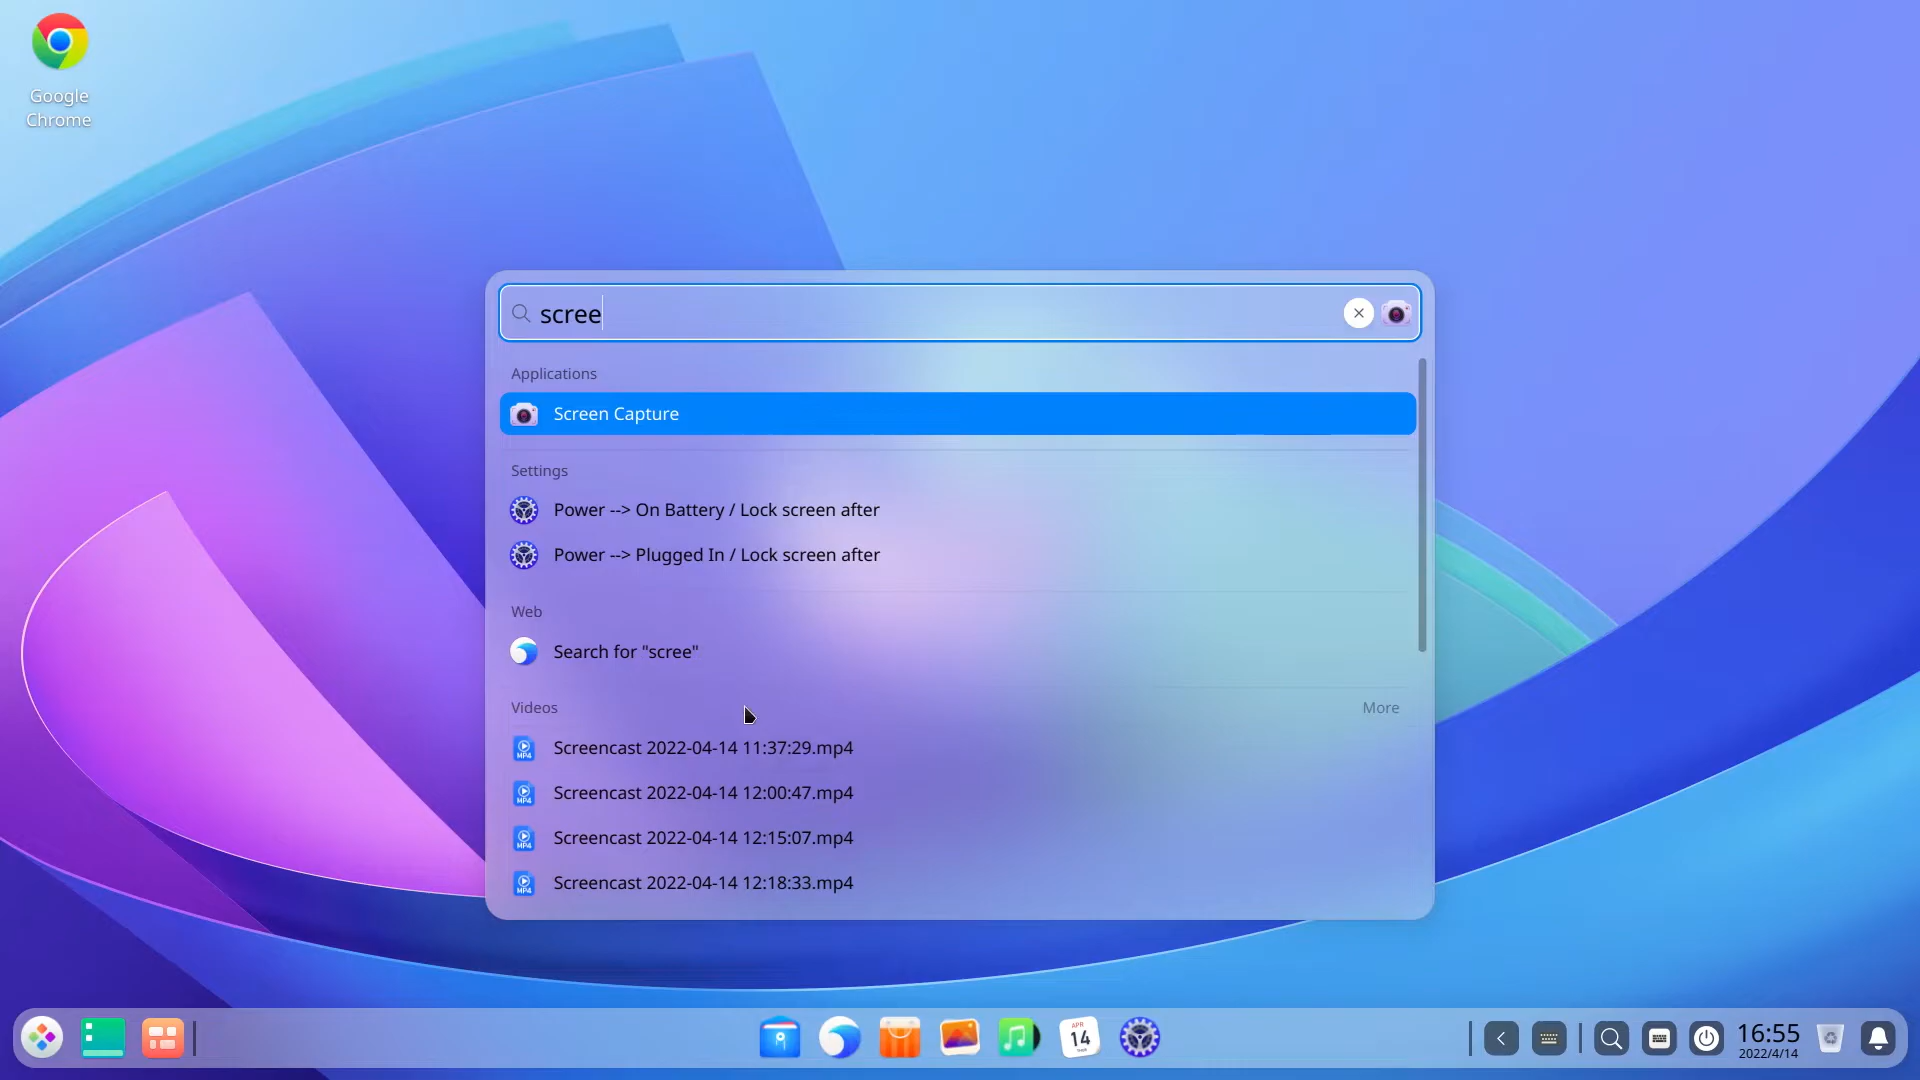 Google
Chrome
scree
Applications
Screen Capture
Settings
Power --> On Battery / Lock screen after
Power --> Plugged In / Lock screen after
Web
Search for "scree"
Videos
More
Screencast 2022-04-14 11:37:29.mp4
Screencast 2022-04-14 12:00:47.mp4
Screencast 2022-04-14 12:15:07.mp4
Screencast 2022-04-14 12:18:33.mp4
APR
14
16:55
2022/4/14